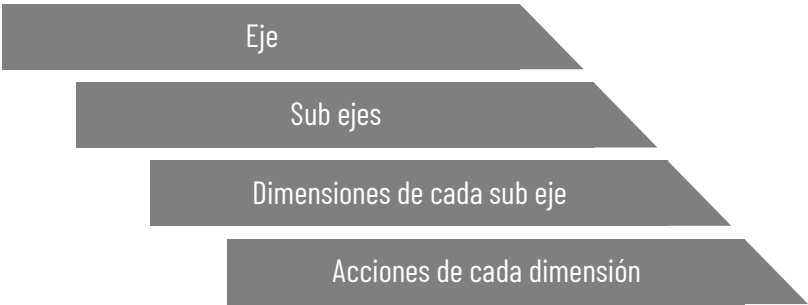 Eje
Sub ejes
Dimensiones de cada sub eje
Acciones de cada dimensión